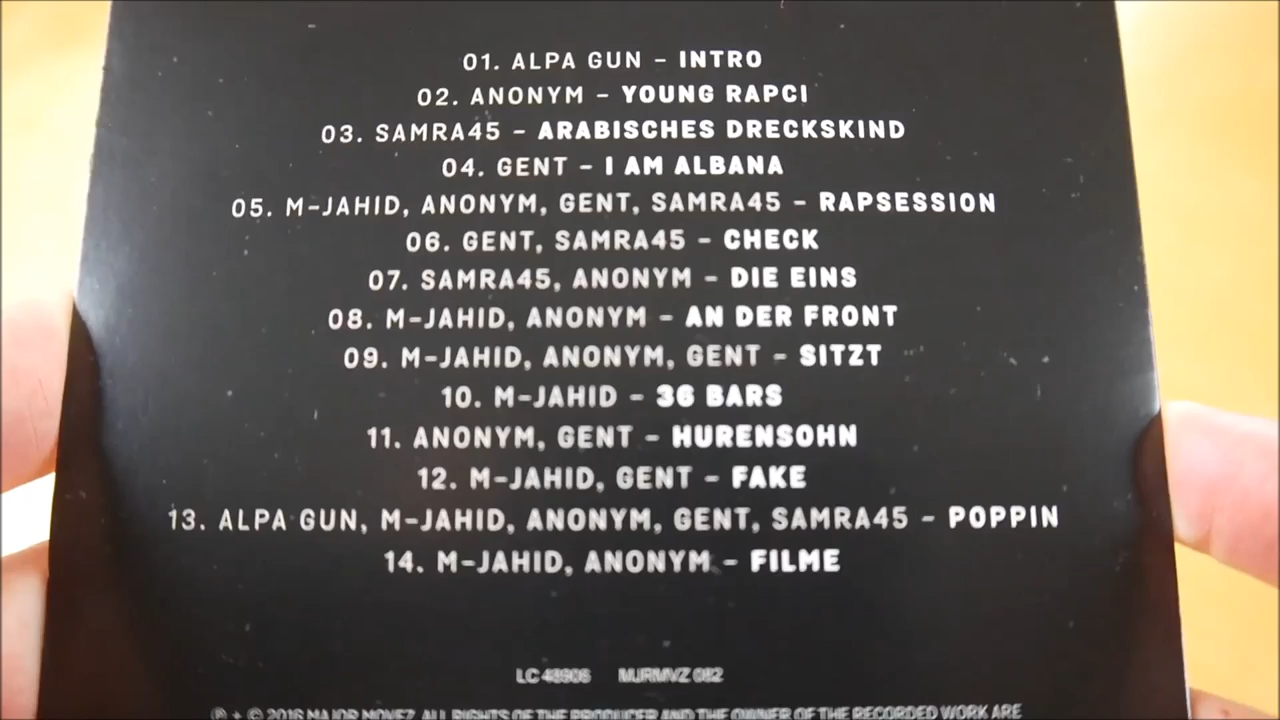 01. ALPA GUN - INTRO
02. ANONYM - YOUNG RAPCI
03. SAMRA45 - ARABISCHES DRECKSKIND
04. GENT - I AM ALBANA
05. M-JAHID, ANONYM, GENT, SAMRA45 - RAPSESSION
06. GENT, SAMRA45 - CHECK
07. SAMRA45, ANONYM - DIE EINS
08. M-JAHID, ANONYM - AN DER FRONT
09. M-JAHID, ANONYM, GENT - SITZT
10. M-JAHID - 36 BARS
11. ANONYM, GENT - HURENSOHN
12. M-JAHID, GENT - FAKE
13. ALPA GUN, M-JAHID, ANONYM, GENT, SAMRA45 - POPPIN
14. M-JAHID, ANONYM - FILME
LC MURMVZ 082
℗ + © 2016 MAJOR MOVEZ. ALL RIGHTS OF THE PRODUCER AND THE OWNER OF THE RECORDED WORK ARE